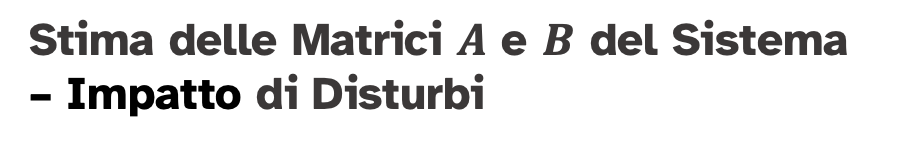 Stima delle Matrici A e B del Sistema
– Impatto di Disturbi